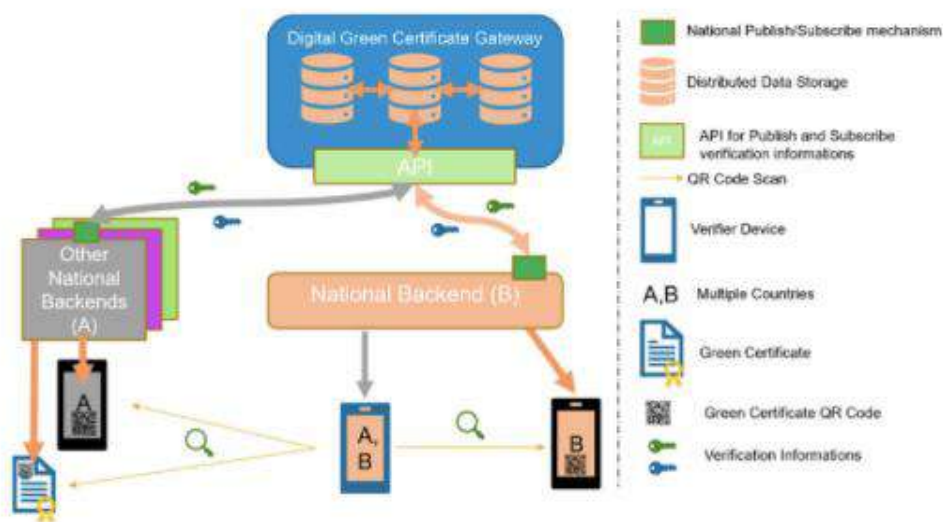 Digital Green Certificate Gateway
API
Other
National
Backends
(A)
National Backend (B)
A
A,
B
B
National Publish/Subscribe mechanism
Distributed Data Storage
API
API for Publish and Subscribe
verification informations
QR Code Scan
Verifier Device
A,B
Multiple Countries
Green Certificate
Green Certificate QR Code
Verification Informations